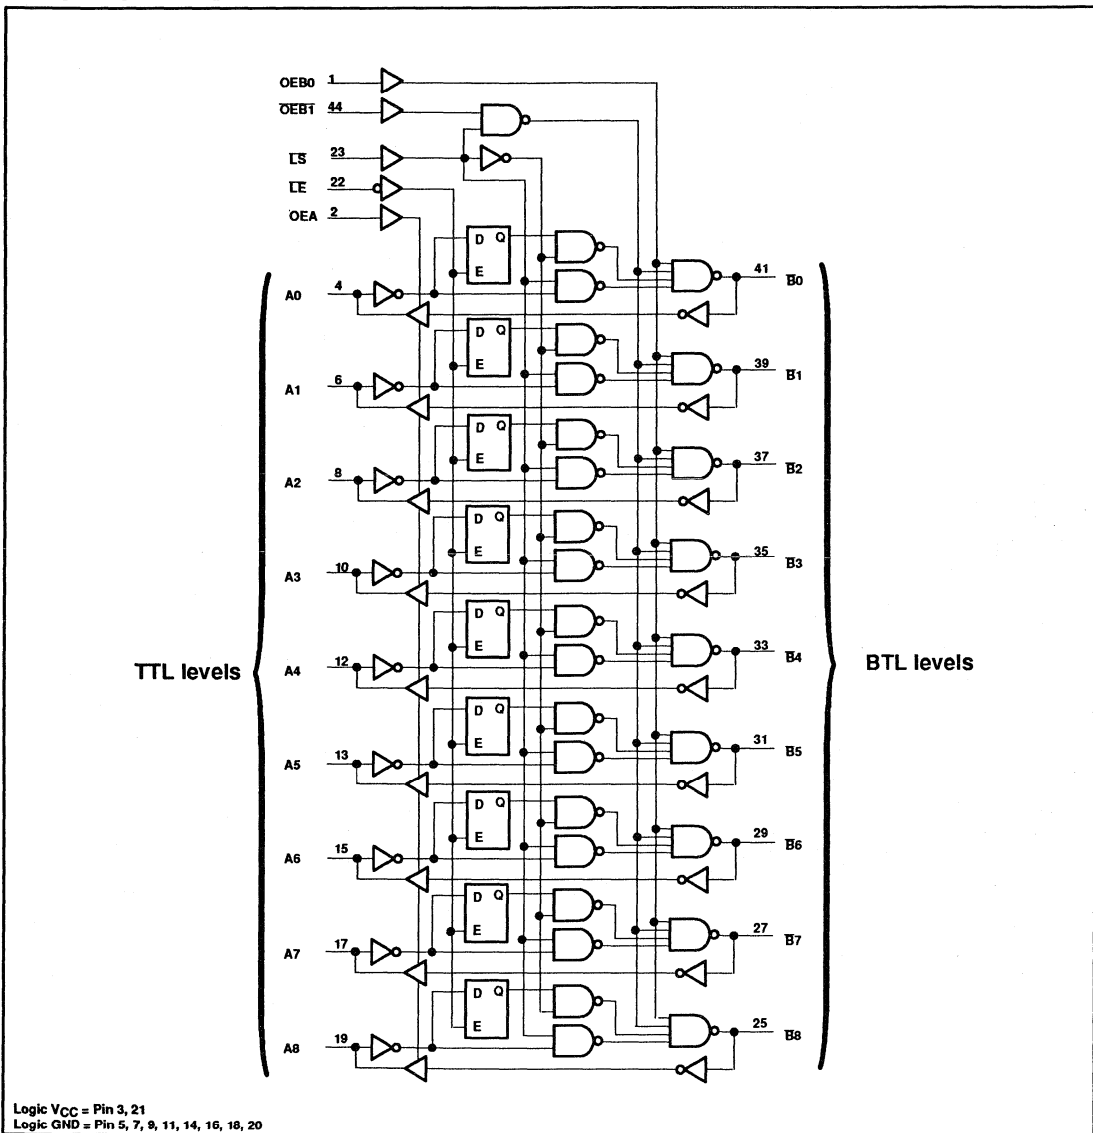 OEB0 1
OEB1 44
LS 23
LE 22
OEA 2
D Q
E
A0 4 41 B0
D Q
E
A1 6 39 B1
D Q
E
A2 8 37 B2
D Q
E
A3 10 35 B3
D Q
E
A4 12 33 B4
TTL levels BTL levels
D Q
E
A5 13 31 B5
D Q
E
A6 15 29 B6
D Q
E
A7 17 27 B7
D Q
E
A8 19 25 B8
Logic VCC = Pin 3, 21
Logic GND = Pin 5, 7, 9, 11, 14, 16, 18, 20